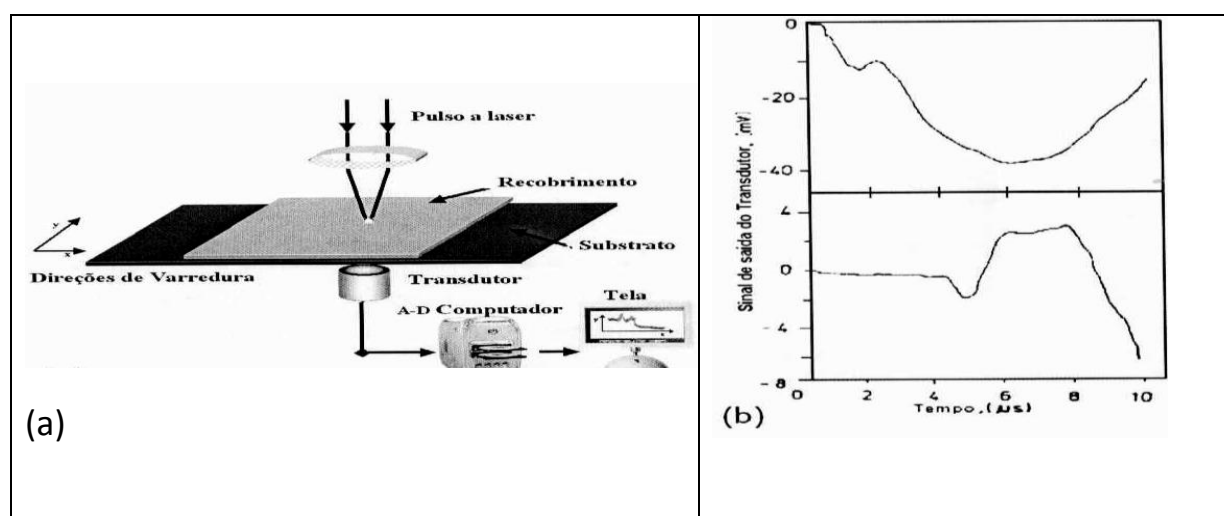 Pulso a laser
Recobrimento
Substrato
Direções de Varredura
Transdutor
A-D Computador
Tela
y
x
(a)
Sinal de saída do Transdutor, (mV)
0
-20
-40
4
0
-4
-8
0 2 4 6 8 10
Tempo, (μs)
(b)